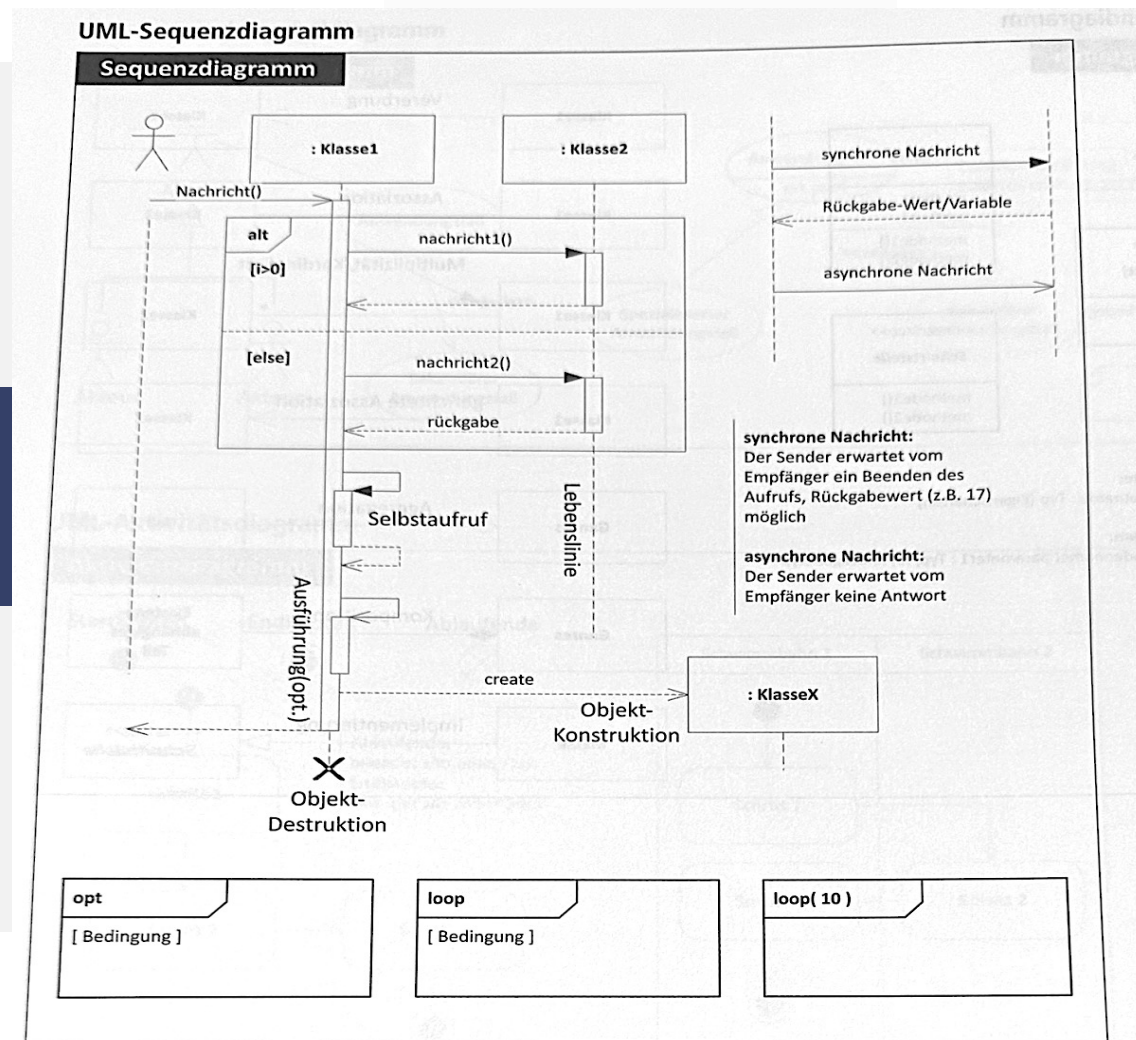 UML-Sequenzdiagramm
Sequenzdiagramm
: Klasse1
: Klasse2
synchrone Nachricht
Nachricht()
Rückgabe-Wert/Variable
alt
nachricht1()
[i>0]
asynchrone Nachricht
[else]
nachricht2()
rückgabe
synchrone Nachricht:
Der Sender erwartet vom
Empfänger ein Beenden des
Aufrufs, Rückgabewert (z.B. 17)
möglich
Selbstaufruf
Lebenslinie
asynchrone Nachricht:
Der Sender erwartet vom
Empfänger keine Antwort
Ausführung(opt.)
create
: KlasseX
Objekt-
Konstruktion
Objekt-
Destruktion
opt
[ Bedingung ]
loop
[ Bedingung ]
loop( 10 )